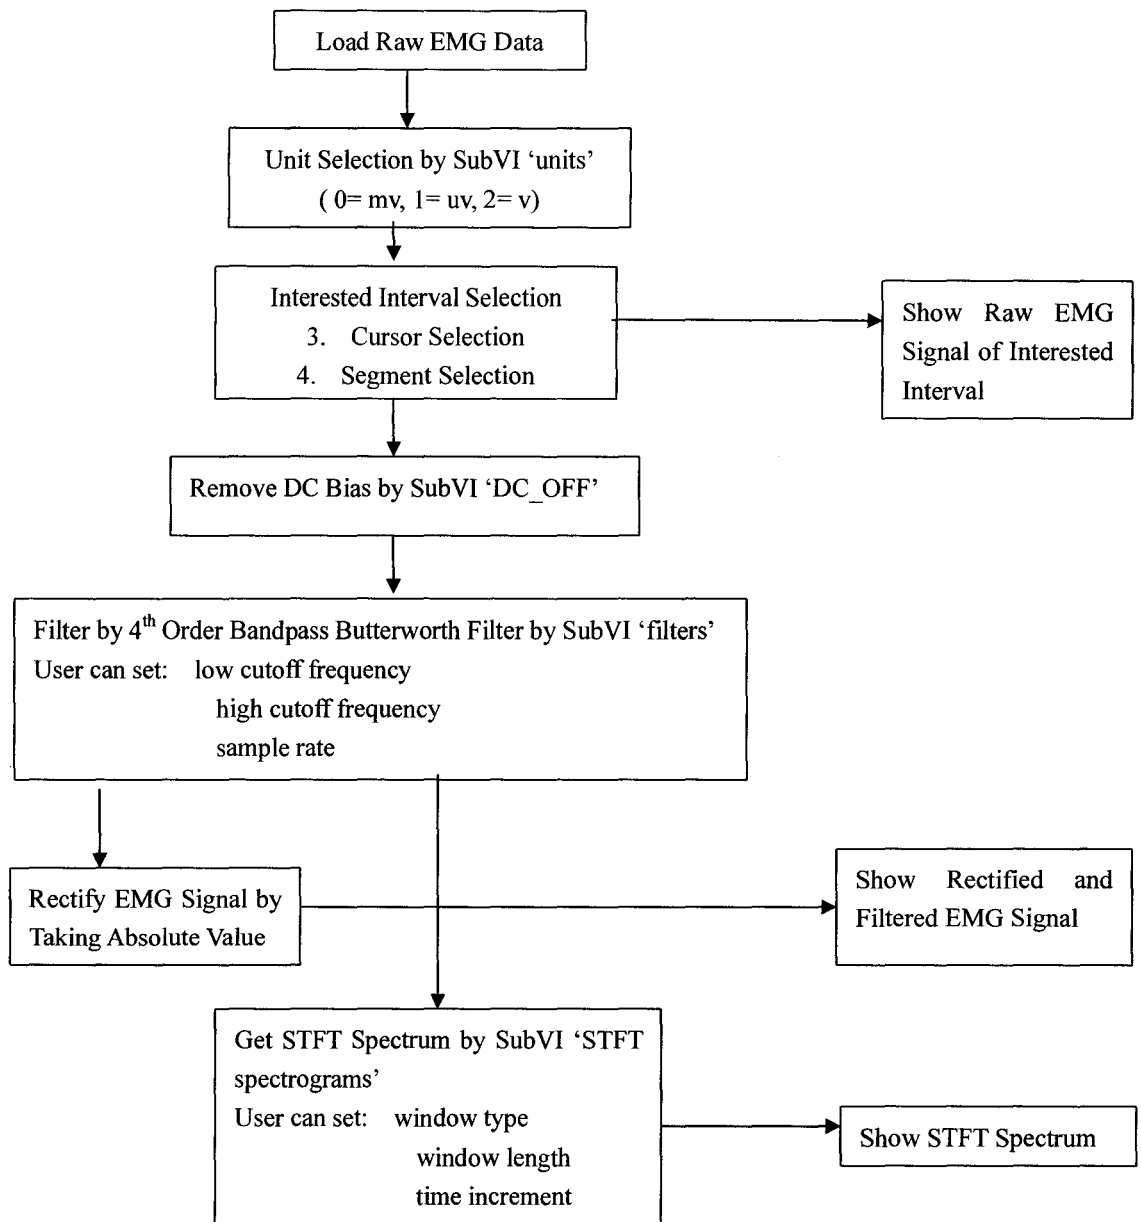 Load Raw EMG Data
Unit Selection by SubVI ‘units’
( 0= mv, 1= uv, 2= v)
Interested Interval Selection
3. Cursor Selection
4. Segment Selection
Show Raw EMG
Signal of Interested
Interval
Remove DC Bias by SubVI ‘DC_OFF’
Filter by 4th Order Bandpass Butterworth Filter by SubVI ‘filters’
User can set: low cutoff frequency
high cutoff frequency
sample rate
Rectify EMG Signal by
Taking Absolute Value
Show Rectified and
Filtered EMG Signal
Get STFT Spectrum by SubVI ‘STFT
spectrograms’
User can set: window type
window length
time increment
Show STFT Spectrum